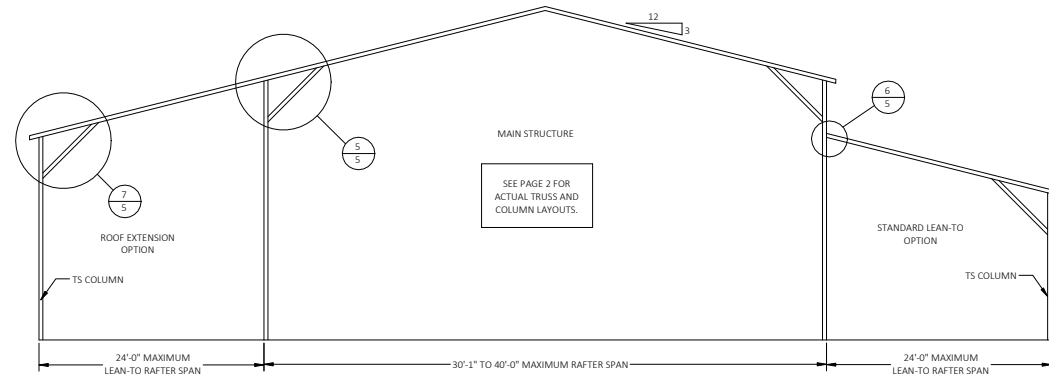 12
3
6
5
5
5
7
5
MAIN STRUCTURE
SEE PAGE 2 FOR
ACTUAL TRUSS AND
COLUMN LAYOUTS.
ROOF EXTENSION
OPTION
STANDARD LEAN-TO
OPTION
TS COLUMN
TS COLUMN
24'-0" MAXIMUM
LEAN-TO RAFTER SPAN
30'-1" TO 40'-0" MAXIMUM RAFTER SPAN
24'-0" MAXIMUM
LEAN-TO RAFTER SPAN